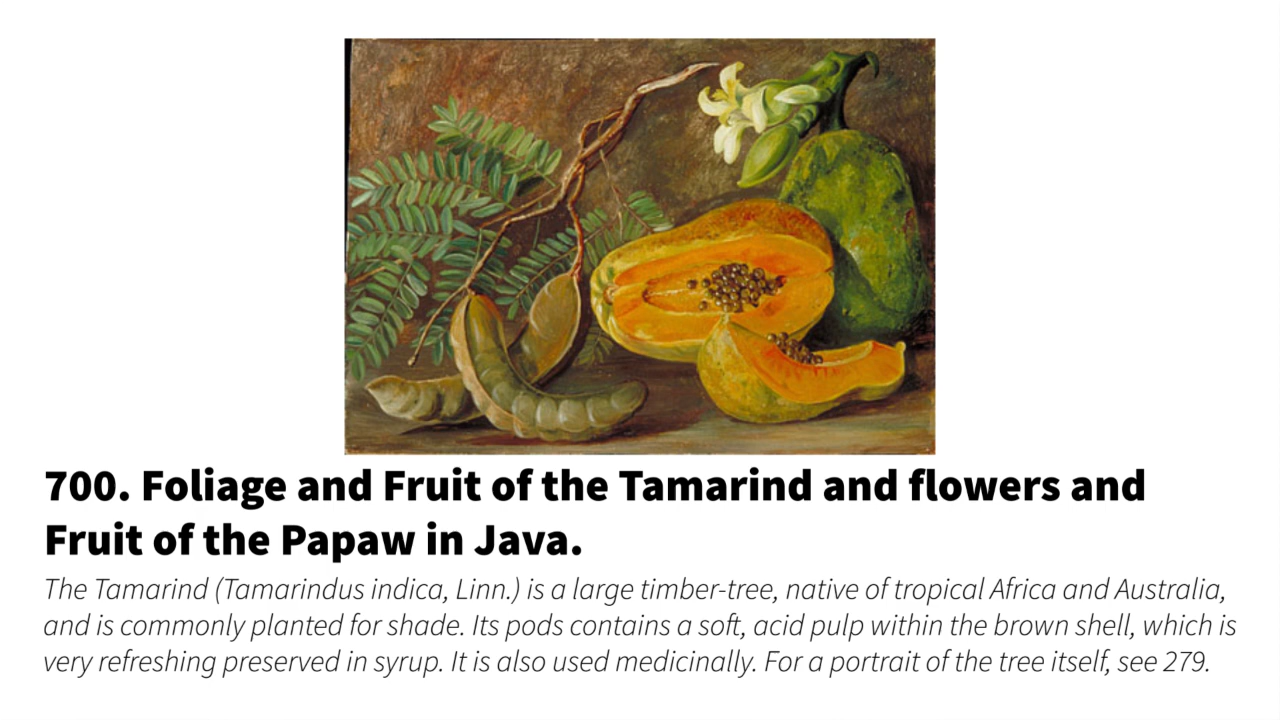 700. Foliage and Fruit of the Tamarind and flowers and
Fruit of the Papaw in Java.
The Tamarind (Tamarindus indica, Linn.) is a large timber-tree, native of tropical Africa and Australia,
and is commonly planted for shade. Its pods contains a soft, acid pulp within the brown shell, which is
very refreshing preserved in syrup. It is also used medicinally. For a portrait of the tree itself, see 279.